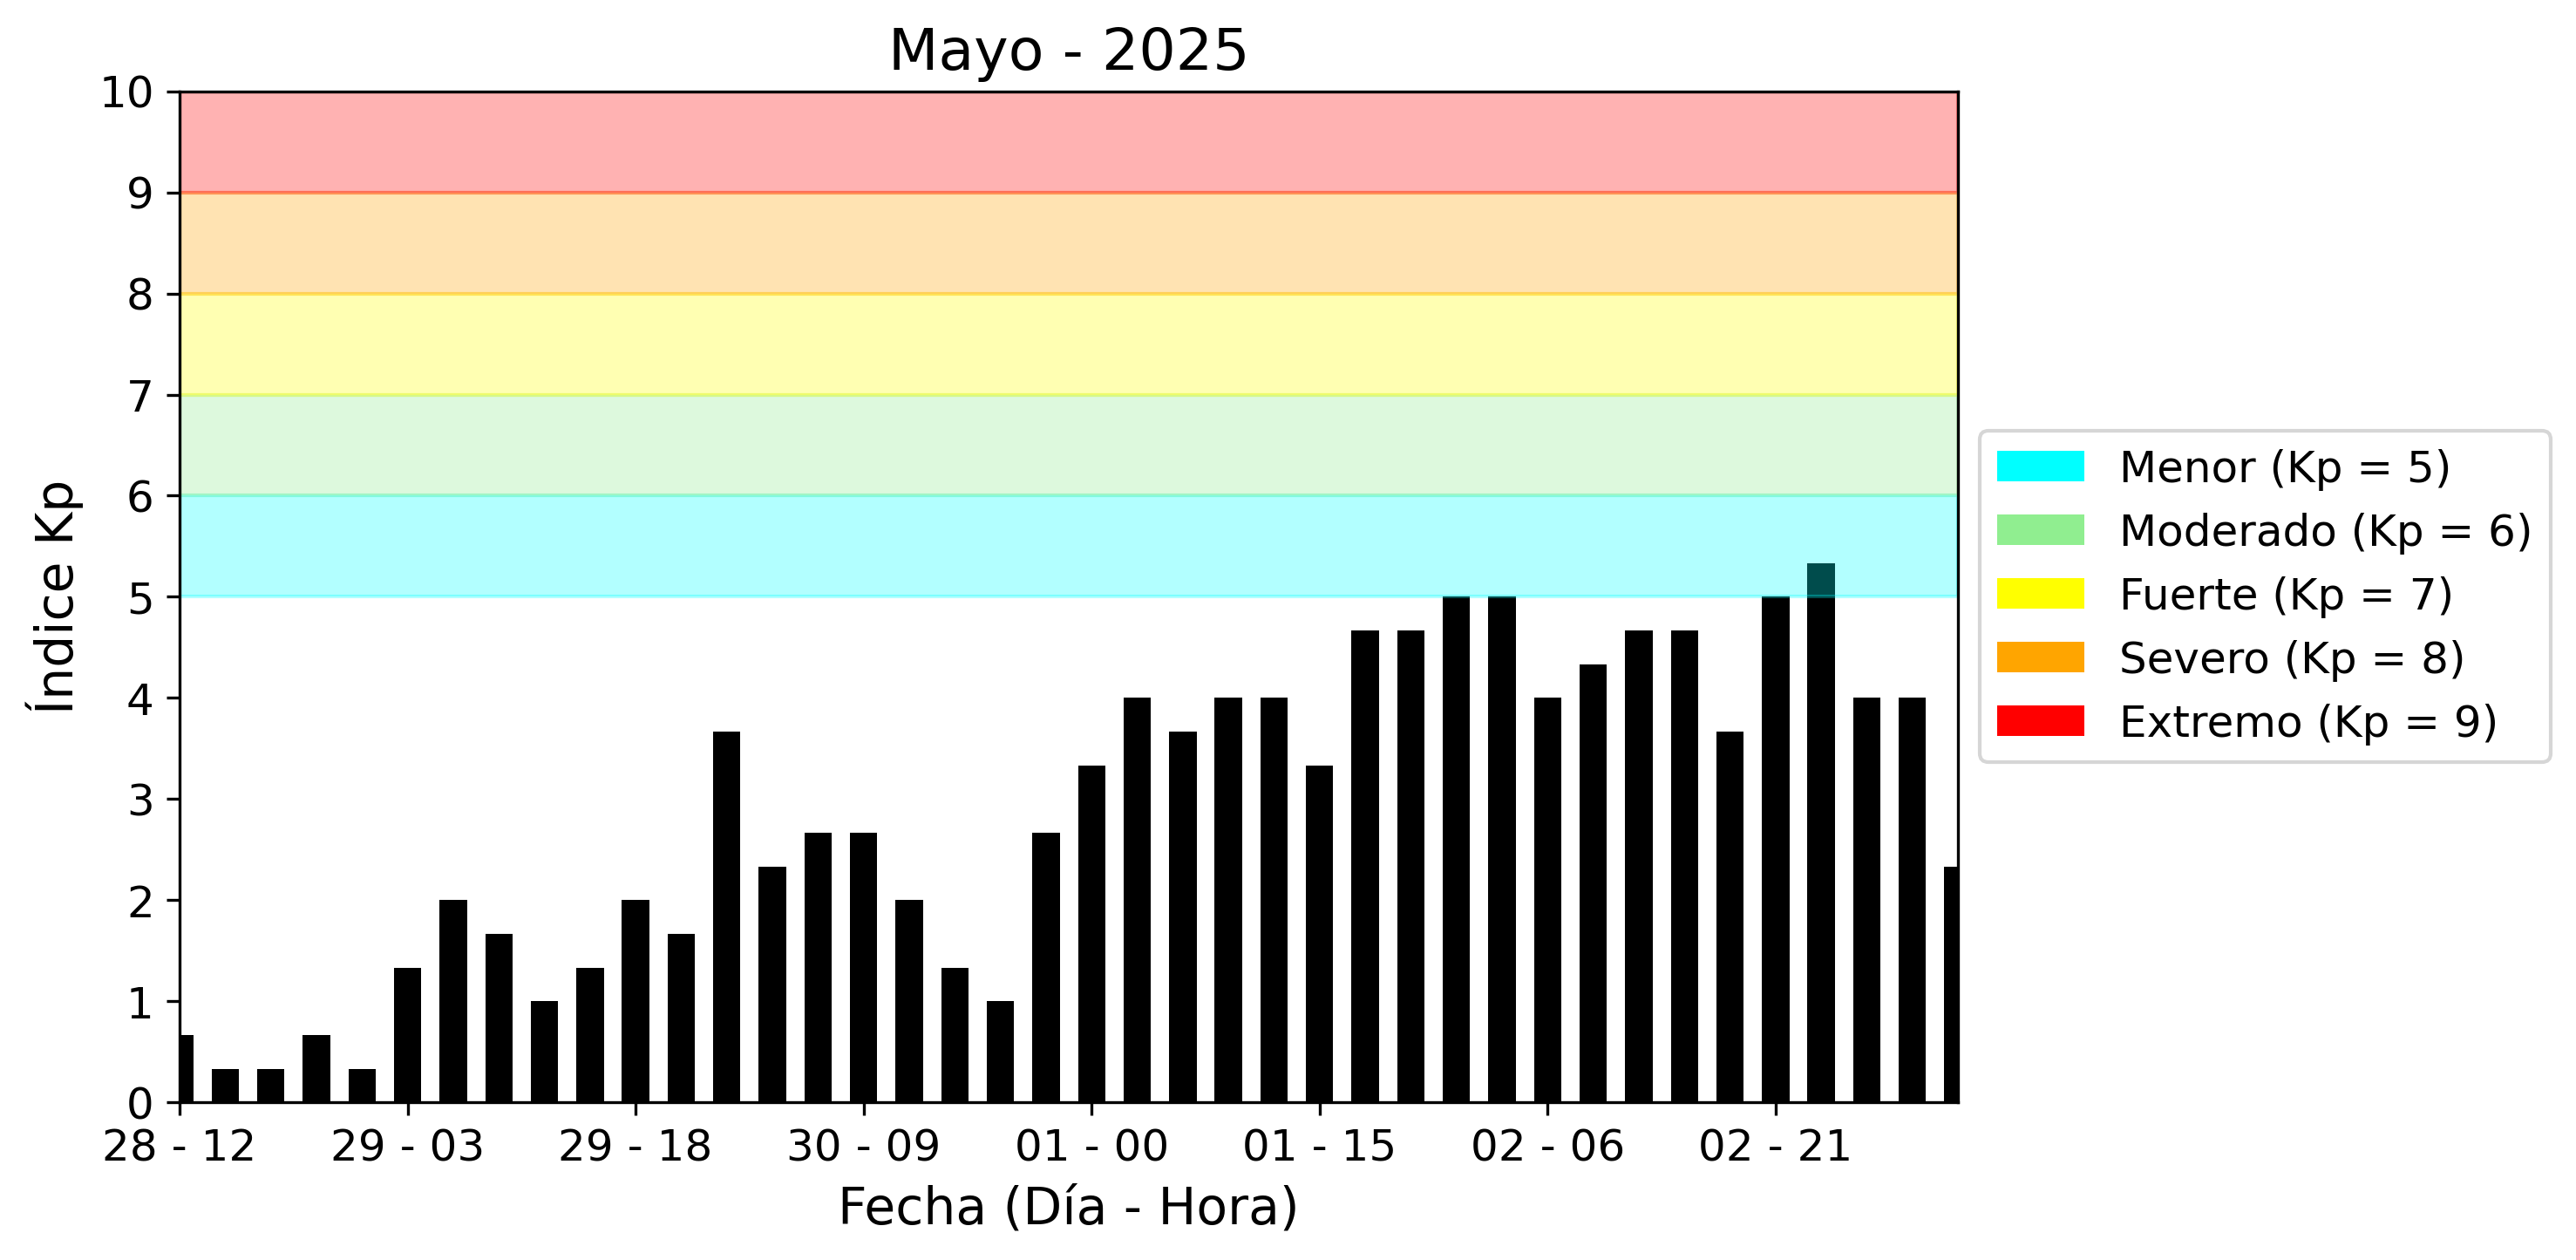 Mayo - 2025
10
9
8
7
6
5
4
3
2
1
0
Índice Kp
28 - 12
29 - 03
29 - 18
30 - 09
01 - 00
01 - 15
02 - 06
02 - 21
Fecha (Día - Hora)
Menor (Kp = 5)
Moderado (Kp = 6)
Fuerte (Kp = 7)
Severo (Kp = 8)
Extremo (Kp = 9)